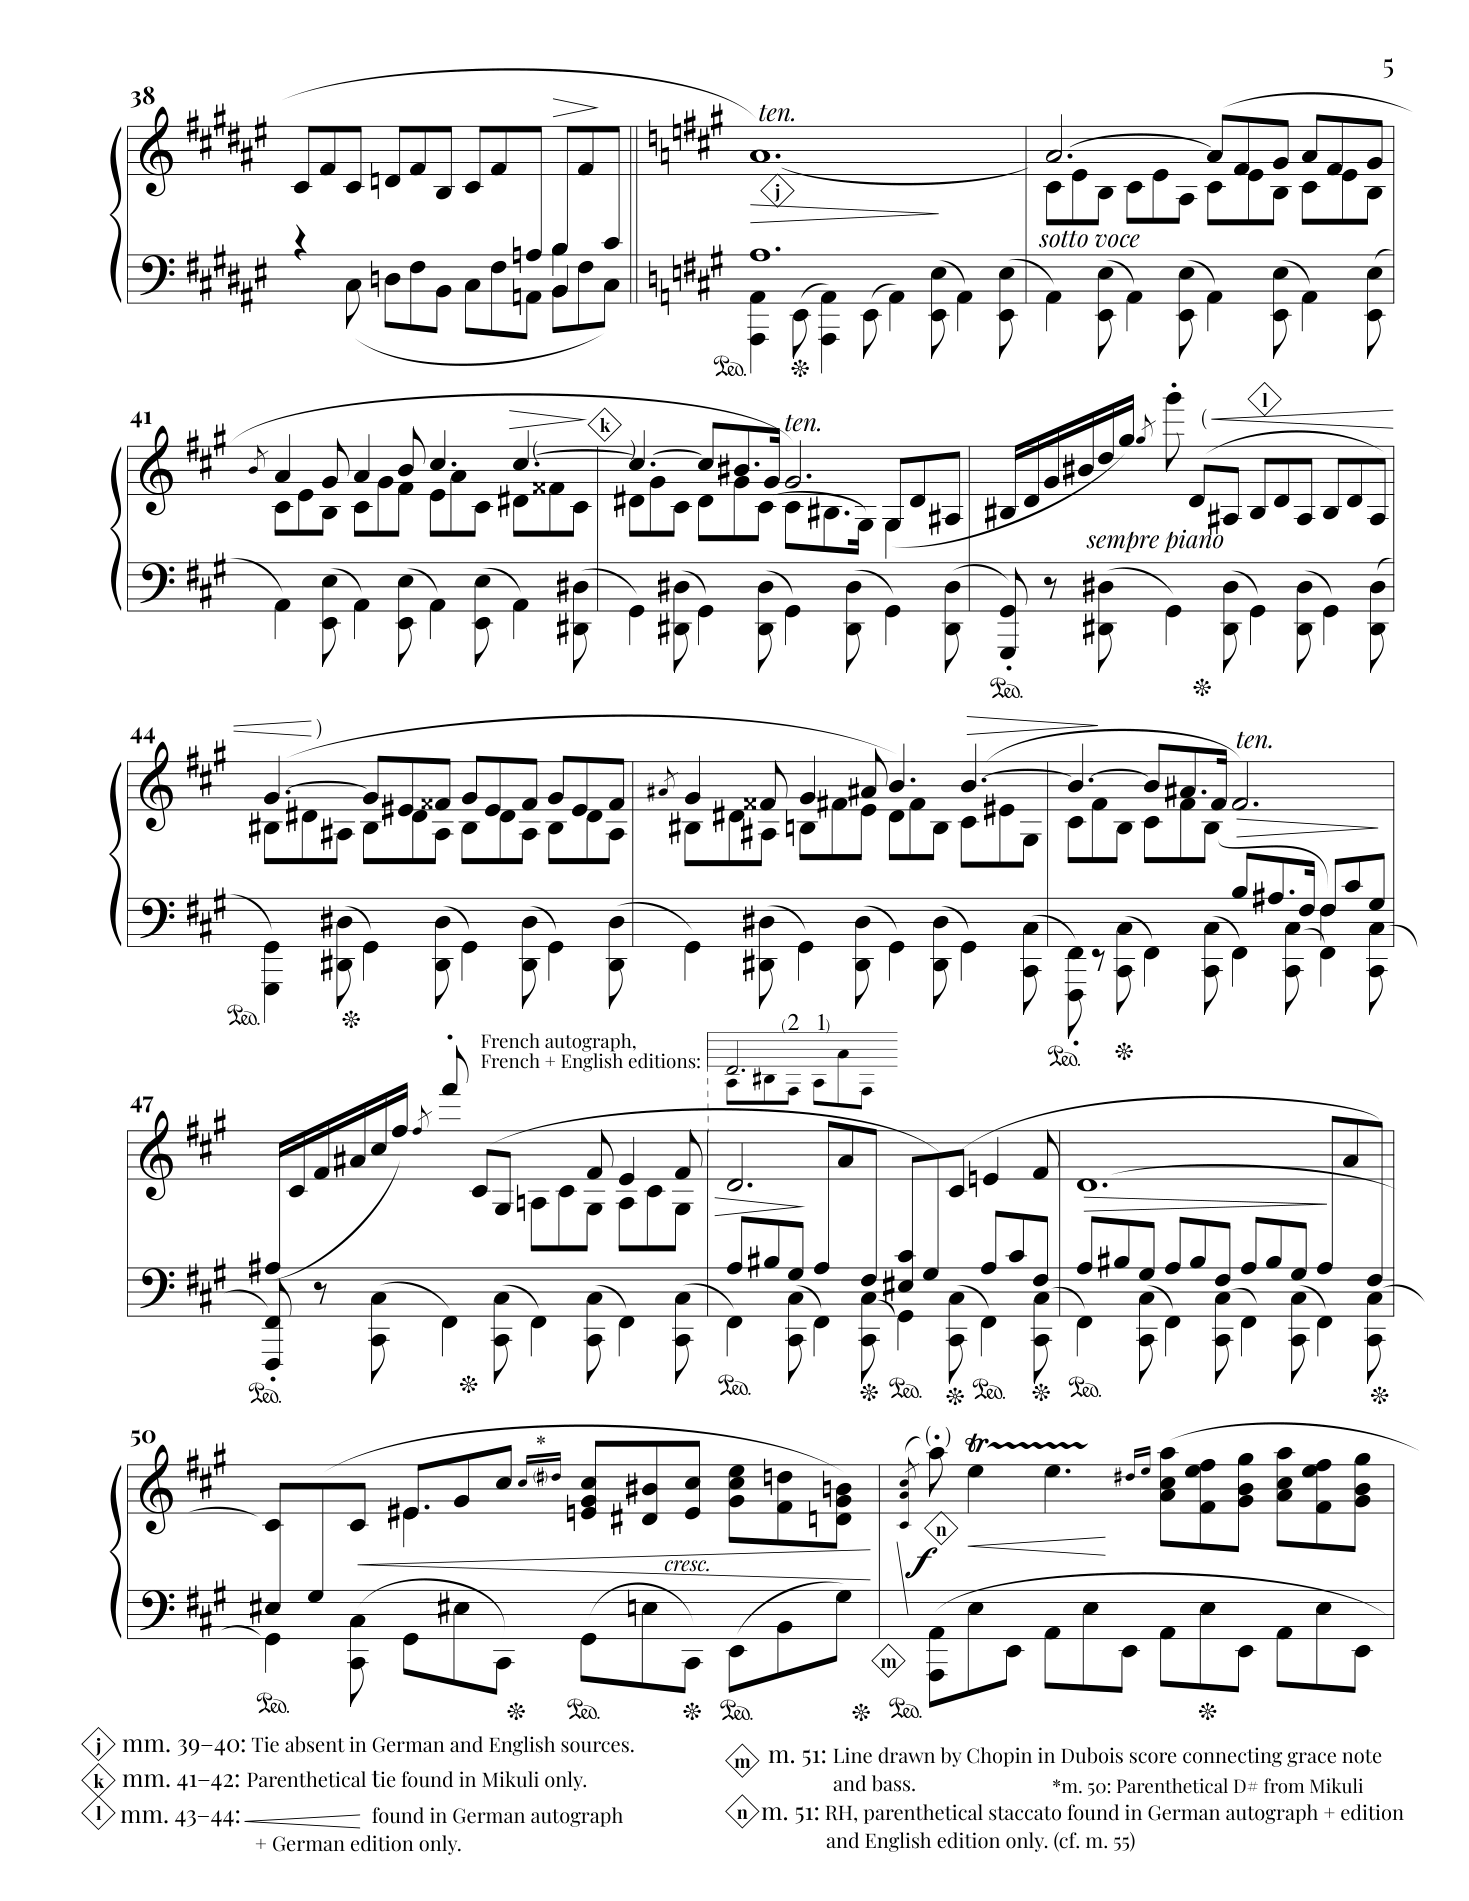 5
38
ten.
j
sotto voce
41
k
ten.
l
sempre piano
44
ten.
French autograph,
French + English editions:
(2 1)
47
50
*
tr
n
f
cresc.
m
j mm. 39–40: Tie absent in German and English sources.
k mm. 41–42: Parenthetical tie found in Mikuli only.
l mm. 43–44: found in German autograph
+ German edition only.
m m. 51: Line drawn by Chopin in Dubois score connecting grace note
and bass. *m. 50: Parenthetical D# from Mikuli
n m. 51: RH, parenthetical staccato found in German autograph + edition
and English edition only. (cf. m. 55)